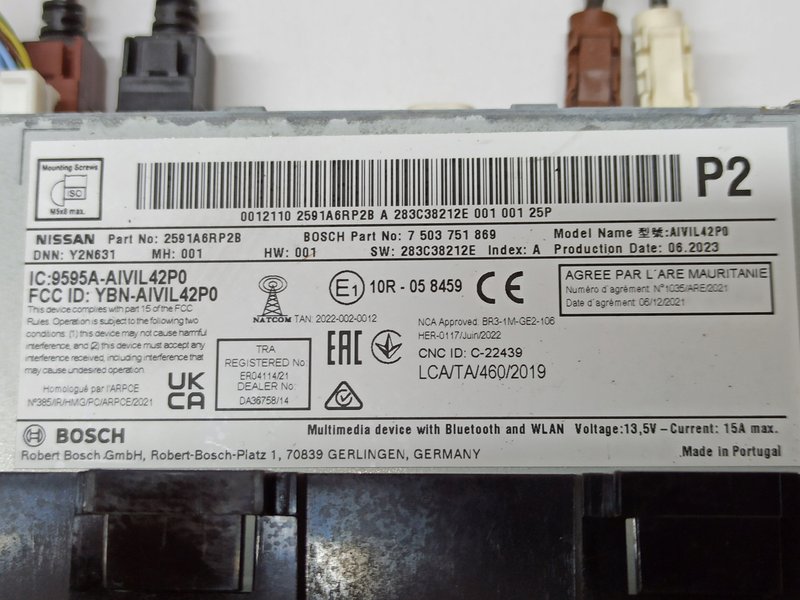 Mounting Screws
ISO
M5x8 max.
P2
0012110 2591A6RP2B A 283C38212E 001 001 25P
NISSAN Part No: 2591A6RP2B BOSCH Part No: 7 503 751 869 Model Name 型號: AIVIL42P0
DNN: Y2N631 MH: 001 HW: 001 SW: 283C38212E Index: A Production Date: 06.2023
IC:9595A-AIVIL42P0
FCC ID: YBN-AIVIL42P0
This device complies with part 15 of the FCC
Rules. Operation is subject to the following two
conditions: (1) this device may not cause harmful
interference, and (2) this device must accept any
interference received, including interference that
may cause undesired operation.
Homologué par l'ARPCE
N°385/IR/HMG/PC/ARPCE/2021
UK
CA
NATCOM TAN: 2022-002-0012
TRA
REGISTERED No:
ER04114/21
DEALER No:
DA36758/14
E1 10R - 05 8459 CE
NCA Approved: BR3-1M-GE2-106
HER-0117/Juin/2022
EAC
CNC ID: C-22439
LCA/TA/460/2019
AGREE PAR L'ARE MAURITANIE
Numéro d'agrément: N°1035/ARE/2021
Date d'agrément: 06/12/2021
BOSCH
Multimedia device with Bluetooth and WLAN Voltage:13,5V⎓Current: 15A max.
Robert Bosch GmbH, Robert-Bosch-Platz 1, 70839 GERLINGEN, GERMANY
Made in Portugal